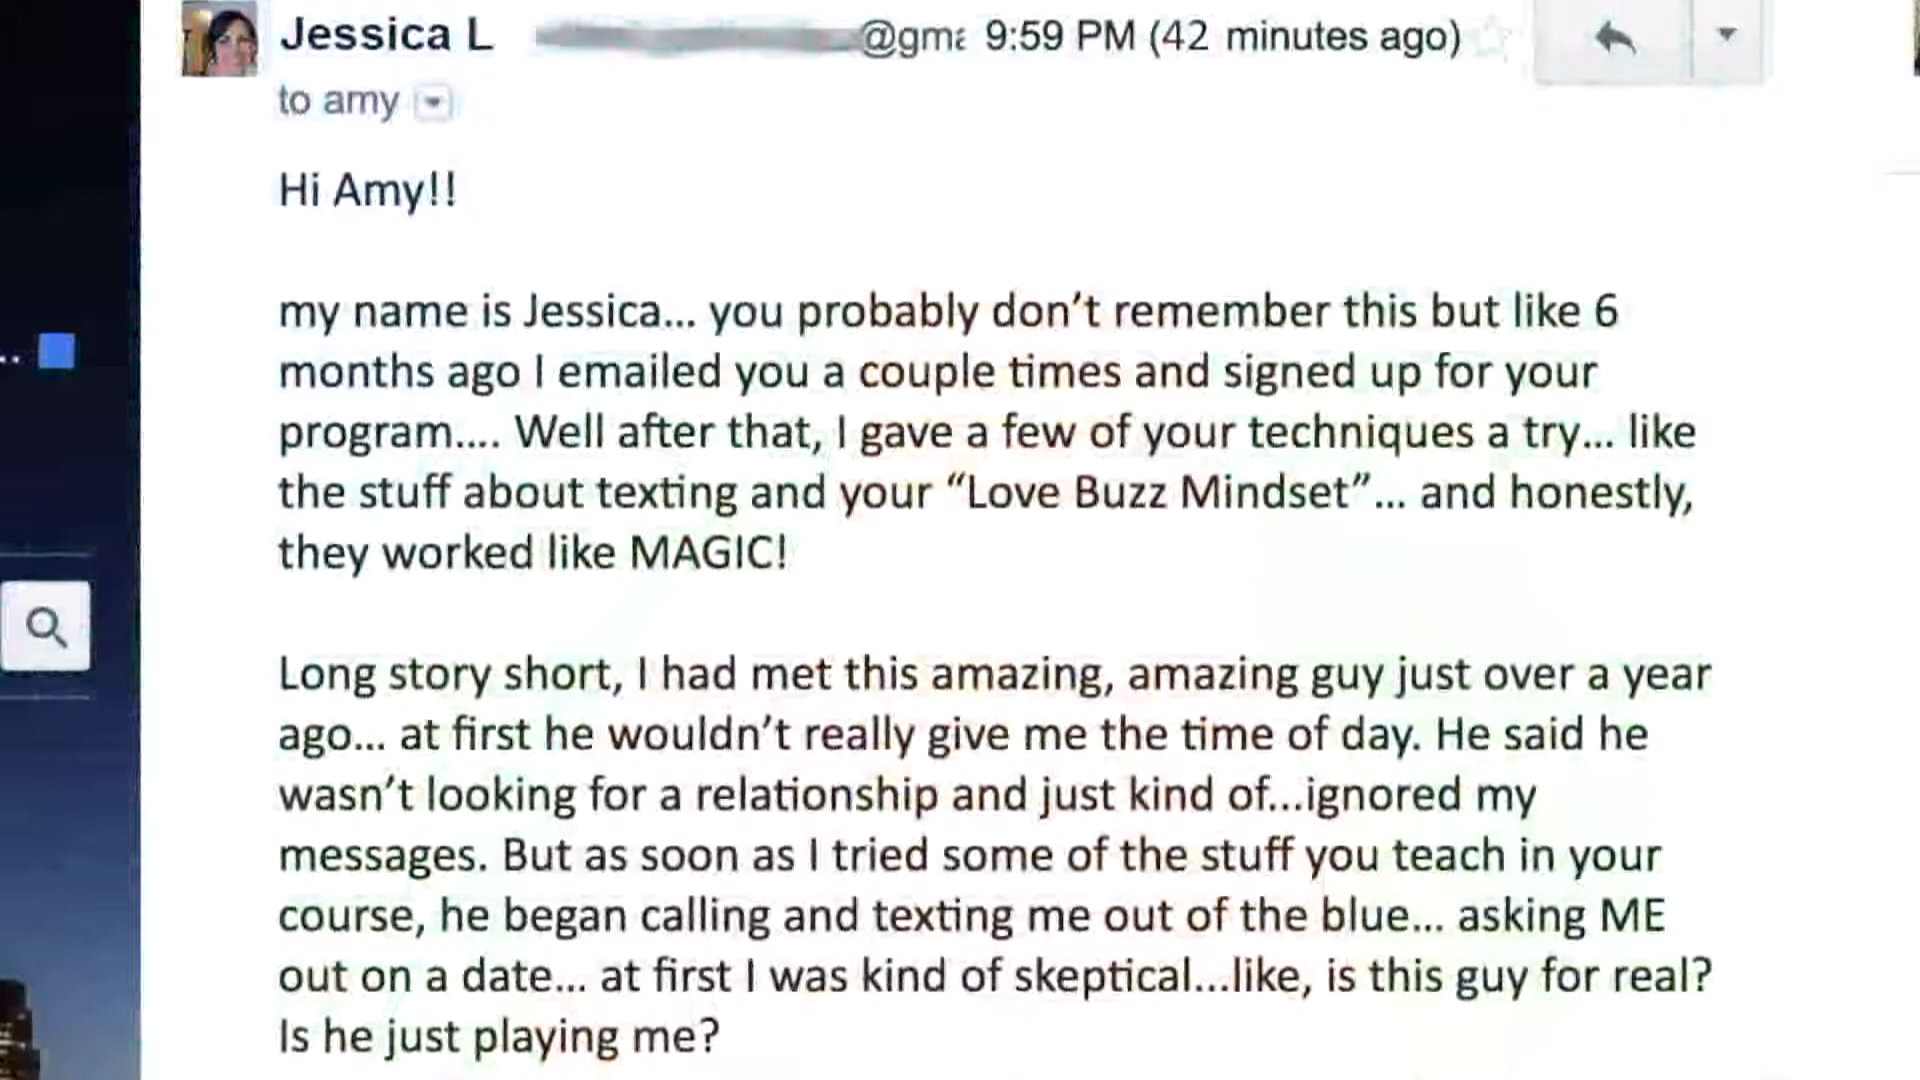 Jessica L @gma 9:59 PM (42 minutes ago)
to amy
Hi Amy!!
my name is Jessica... you probably don't remember this but like 6
months ago I emailed you a couple times and signed up for your
program.... Well after that, I gave a few of your techniques a try... like
the stuff about texting and your “Love Buzz Mindset”... and honestly,
they worked like MAGIC!
Long story short, I had met this amazing, amazing guy just over a year
ago... at first he wouldn't really give me the time of day. He said he
wasn't looking for a relationship and just kind of...ignored my
messages. But as soon as I tried some of the stuff you teach in your
course, he began calling and texting me out of the blue... asking ME
out on a date... at first I was kind of skeptical...like, is this guy for real?
Is he just playing me?